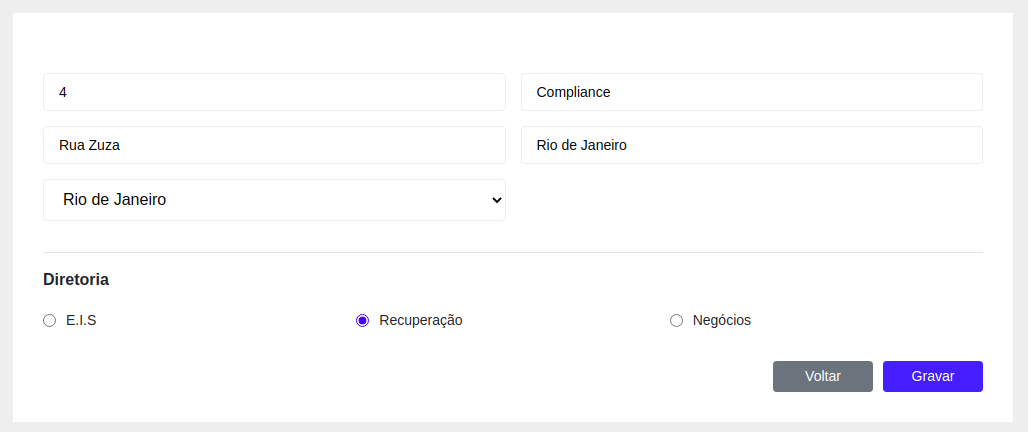 4
Compliance
Rua Zuza
Rio de Janeiro
Rio de Janeiro
Diretoria
E.I.S
Recuperação
Negócios
Voltar
Gravar